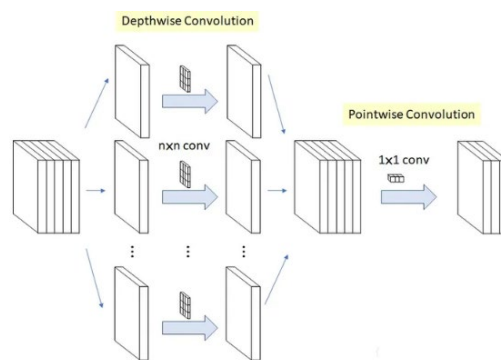 Depthwise Convolution
Pointwise Convolution
nxn conv
1x1 conv